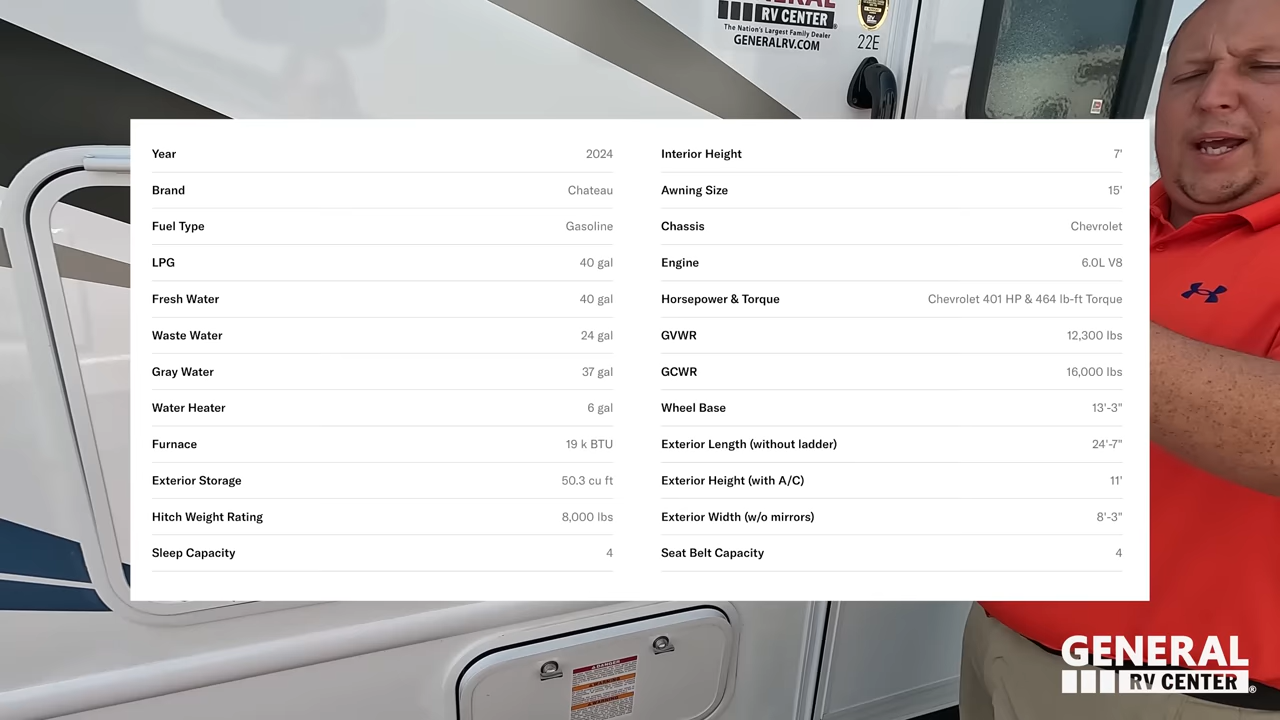 GENERAL
RV CENTER
The Nation's Largest Family Dealer
GENERALRV.COM
22E
Year 2024
Brand Chateau
Fuel Type Gasoline
LPG 40 gal
Fresh Water 40 gal
Waste Water 24 gal
Gray Water 37 gal
Water Heater 6 gal
Furnace 19 k BTU
Exterior Storage 50.3 cu ft
Hitch Weight Rating 8,000 lbs
Sleep Capacity 4
Interior Height 7'
Awning Size 15'
Chassis Chevrolet
Engine 6.0L V8
Horsepower & Torque Chevrolet 401 HP & 464 lb-ft Torque
GVWR 12,300 lbs
GCWR 16,000 lbs
Wheel Base 13'-3"
Exterior Length (without ladder) 24'-7"
Exterior Height (with A/C) 11'
Exterior Width (w/o mirrors) 8'-3"
Seat Belt Capacity 4
DANGER
GENERAL
RV CENTER®